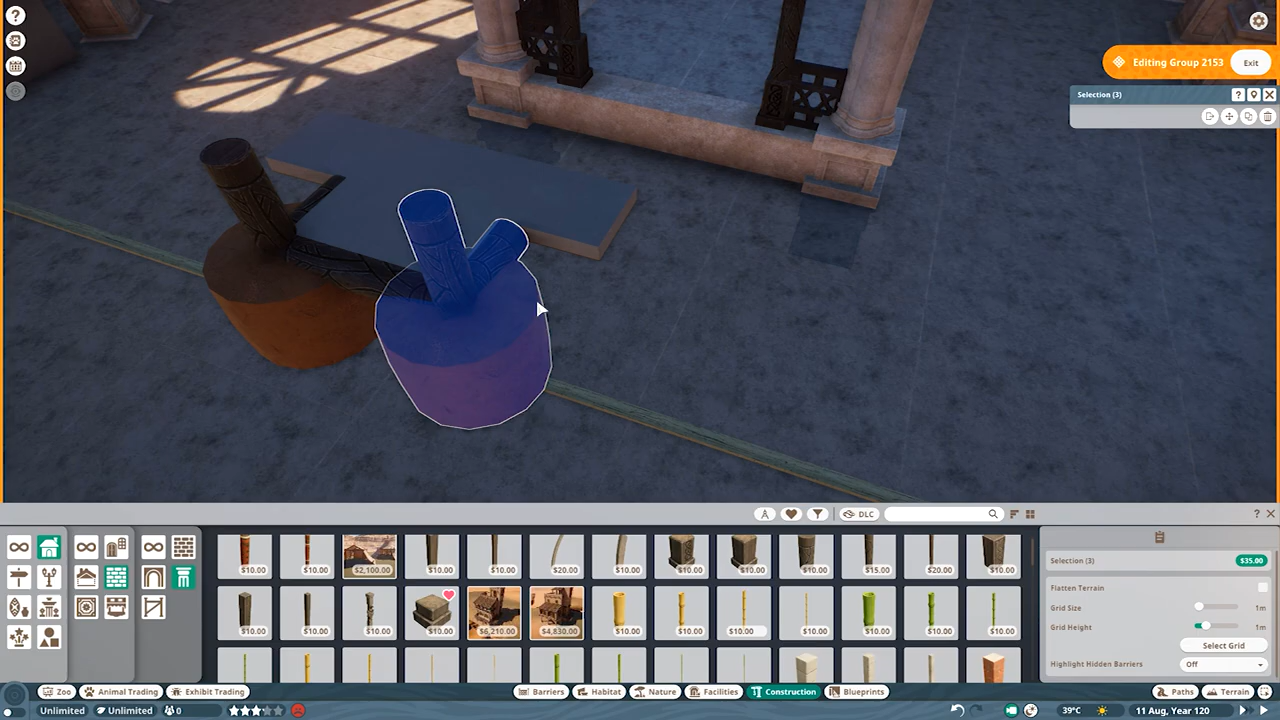 ?
Editing Group 2153 Exit
Selection (3) ?
DLC
?
$10.00 $10.00 $2,100.00 $10.00 $10.00 $20.00 $10.00 $10.00 $10.00 $10.00 $15.00 $20.00 $10.00
$10.00 $10.00 $10.00 $10.00 $6,210.00 $4,830.00 $10.00 $10.00 $10.00 $10.00 $10.00 $10.00 $10.00
Selection (3) $35.00
Flatten Terrain
Grid Size 1m
Grid Height 1m
Select Grid
Highlight Hidden Barriers Off
Zoo Animal Trading Exhibit Trading Barriers Habitat Nature Facilities Construction Blueprints Paths Terrain
Unlimited Unlimited 0 39°C 11 Aug, Year 120